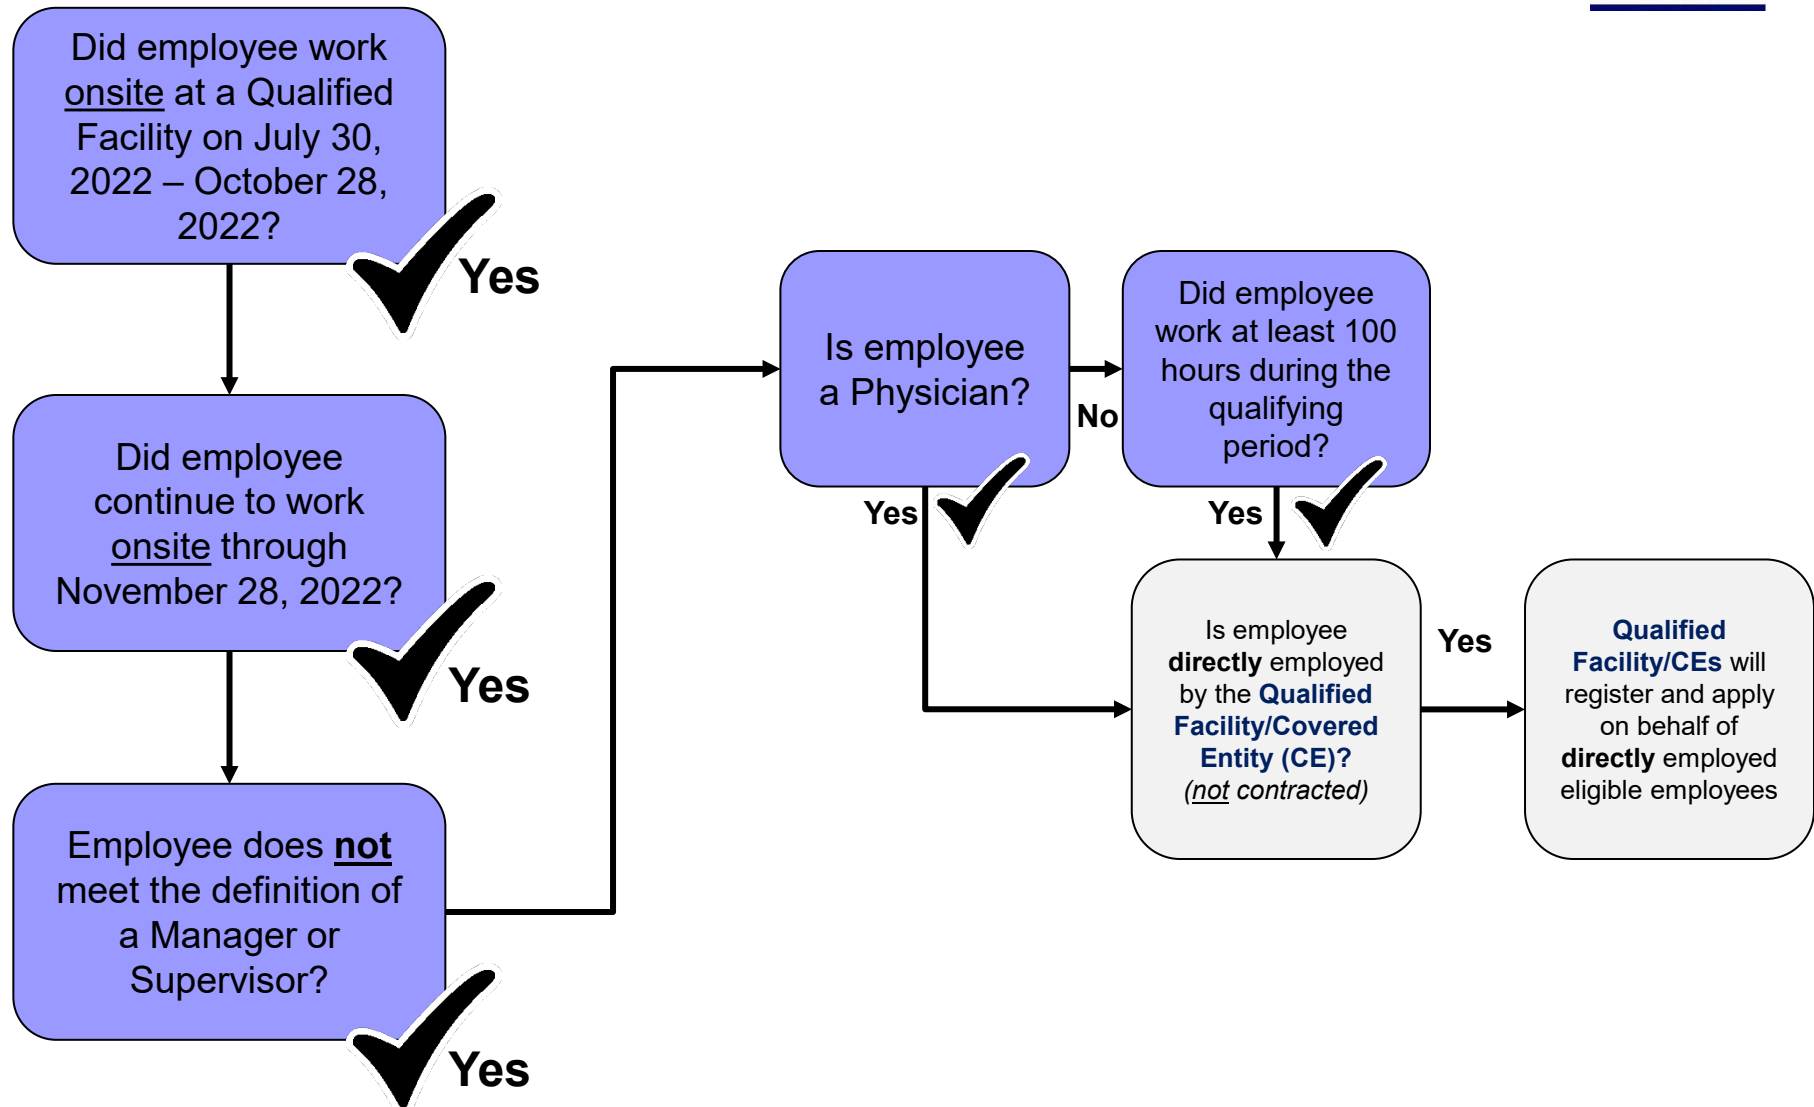 Did employee work
onsite at a Qualified
Facility on July 30,
2022 – October 28,
2022?
Yes
Did employee
continue to work
onsite through
November 28, 2022?
Yes
Employee does not
meet the definition of
a Manager or
Supervisor?
Yes
Is employee
a Physician?
No
Yes
Did employee
work at least 100
hours during the
qualifying
period?
Yes
Is employee
directly employed
by the Qualified
Facility/Covered
Entity (CE)?
(not contracted)
Yes
Qualified
Facility/CEs will
register and apply
on behalf of
directly employed
eligible employees